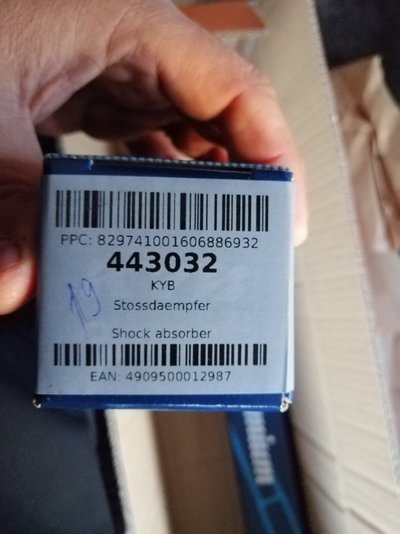 PPC: 829741001606886932
443032
KYB
19
Stossdaempfer
Shock absorber
EAN: 4909500012987